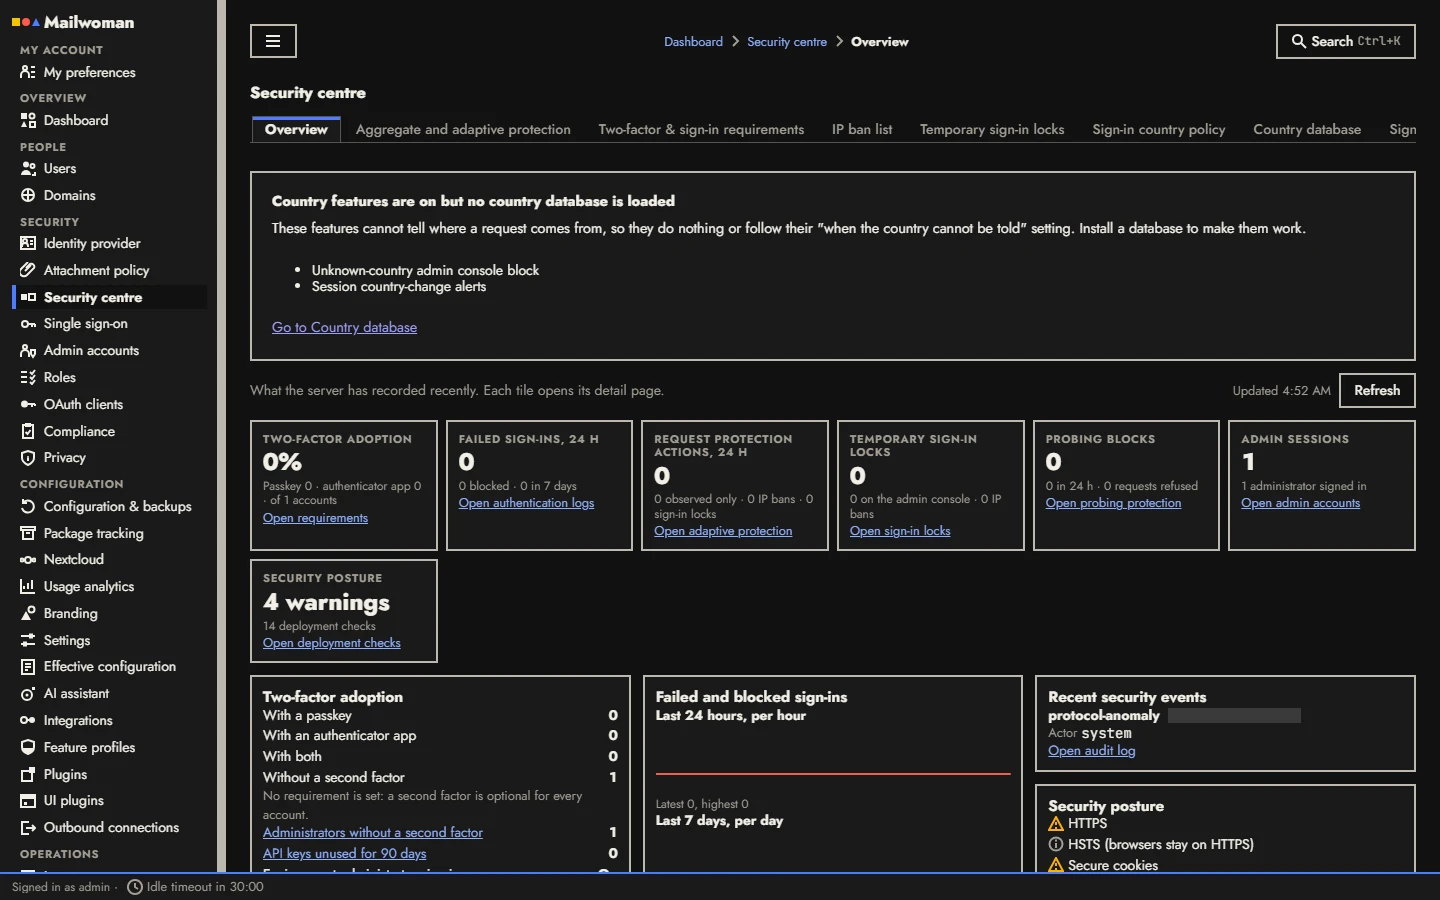 Mailwoman
MY ACCOUNT
My preferences
OVERVIEW
Dashboard
PEOPLE
Users
Domains
SECURITY
Identity provider
Attachment policy
Security centre
Single sign-on
Admin accounts
Roles
OAuth clients
Compliance
Privacy
CONFIGURATION
Configuration & backups
Package tracking
Nextcloud
Usage analytics
Branding
Settings
Effective configuration
AI assistant
Integrations
Feature profiles
Plugins
UI plugins
Outbound connections
OPERATIONS
Dashboard > Security centre > Overview
Search Ctrl+K
Security centre
Overview Aggregate and adaptive protection Two-factor & sign-in requirements IP ban list Temporary sign-in locks Sign-in country policy Country database Sign
Country features are on but no country database is loaded
These features cannot tell where a request comes from, so they do nothing or follow their "when the country cannot be told" setting. Install a database to make them work.
• Unknown-country admin console block
• Session country-change alerts
Go to Country database
What the server has recorded recently. Each tile opens its detail page.
Updated 4:52 AM Refresh
TWO-FACTOR ADOPTION
0%
Passkey 0 · authenticator app 0
· of 1 accounts
Open requirements
FAILED SIGN-INS, 24 H
0
0 blocked · 0 in 7 days
Open authentication logs
REQUEST PROTECTION
ACTIONS, 24 H
0
0 observed only · 0 IP bans · 0
sign-in locks
Open adaptive protection
TEMPORARY SIGN-IN
LOCKS
0
0 on the admin console · 0 IP
bans
Open sign-in locks
PROBING BLOCKS
0
0 in 24 h · 0 requests refused
Open probing protection
ADMIN SESSIONS
1
1 administrator signed in
Open admin accounts
SECURITY POSTURE
4 warnings
14 deployment checks
Open deployment checks
Two-factor adoption
With a passkey 0
With an authenticator app 0
With both 0
Without a second factor 1
No requirement is set: a second factor is optional for every
account.
Administrators without a second factor 1
API keys unused for 90 days 0
Failed and blocked sign-ins
Last 24 hours, per hour
Latest 0, highest 0
Last 7 days, per day
Recent security events
protocol-anomaly
Actor system
Open audit log
Security posture
HTTPS
HSTS (browsers stay on HTTPS)
Secure cookies
Signed in as admin · Idle timeout in 30:00